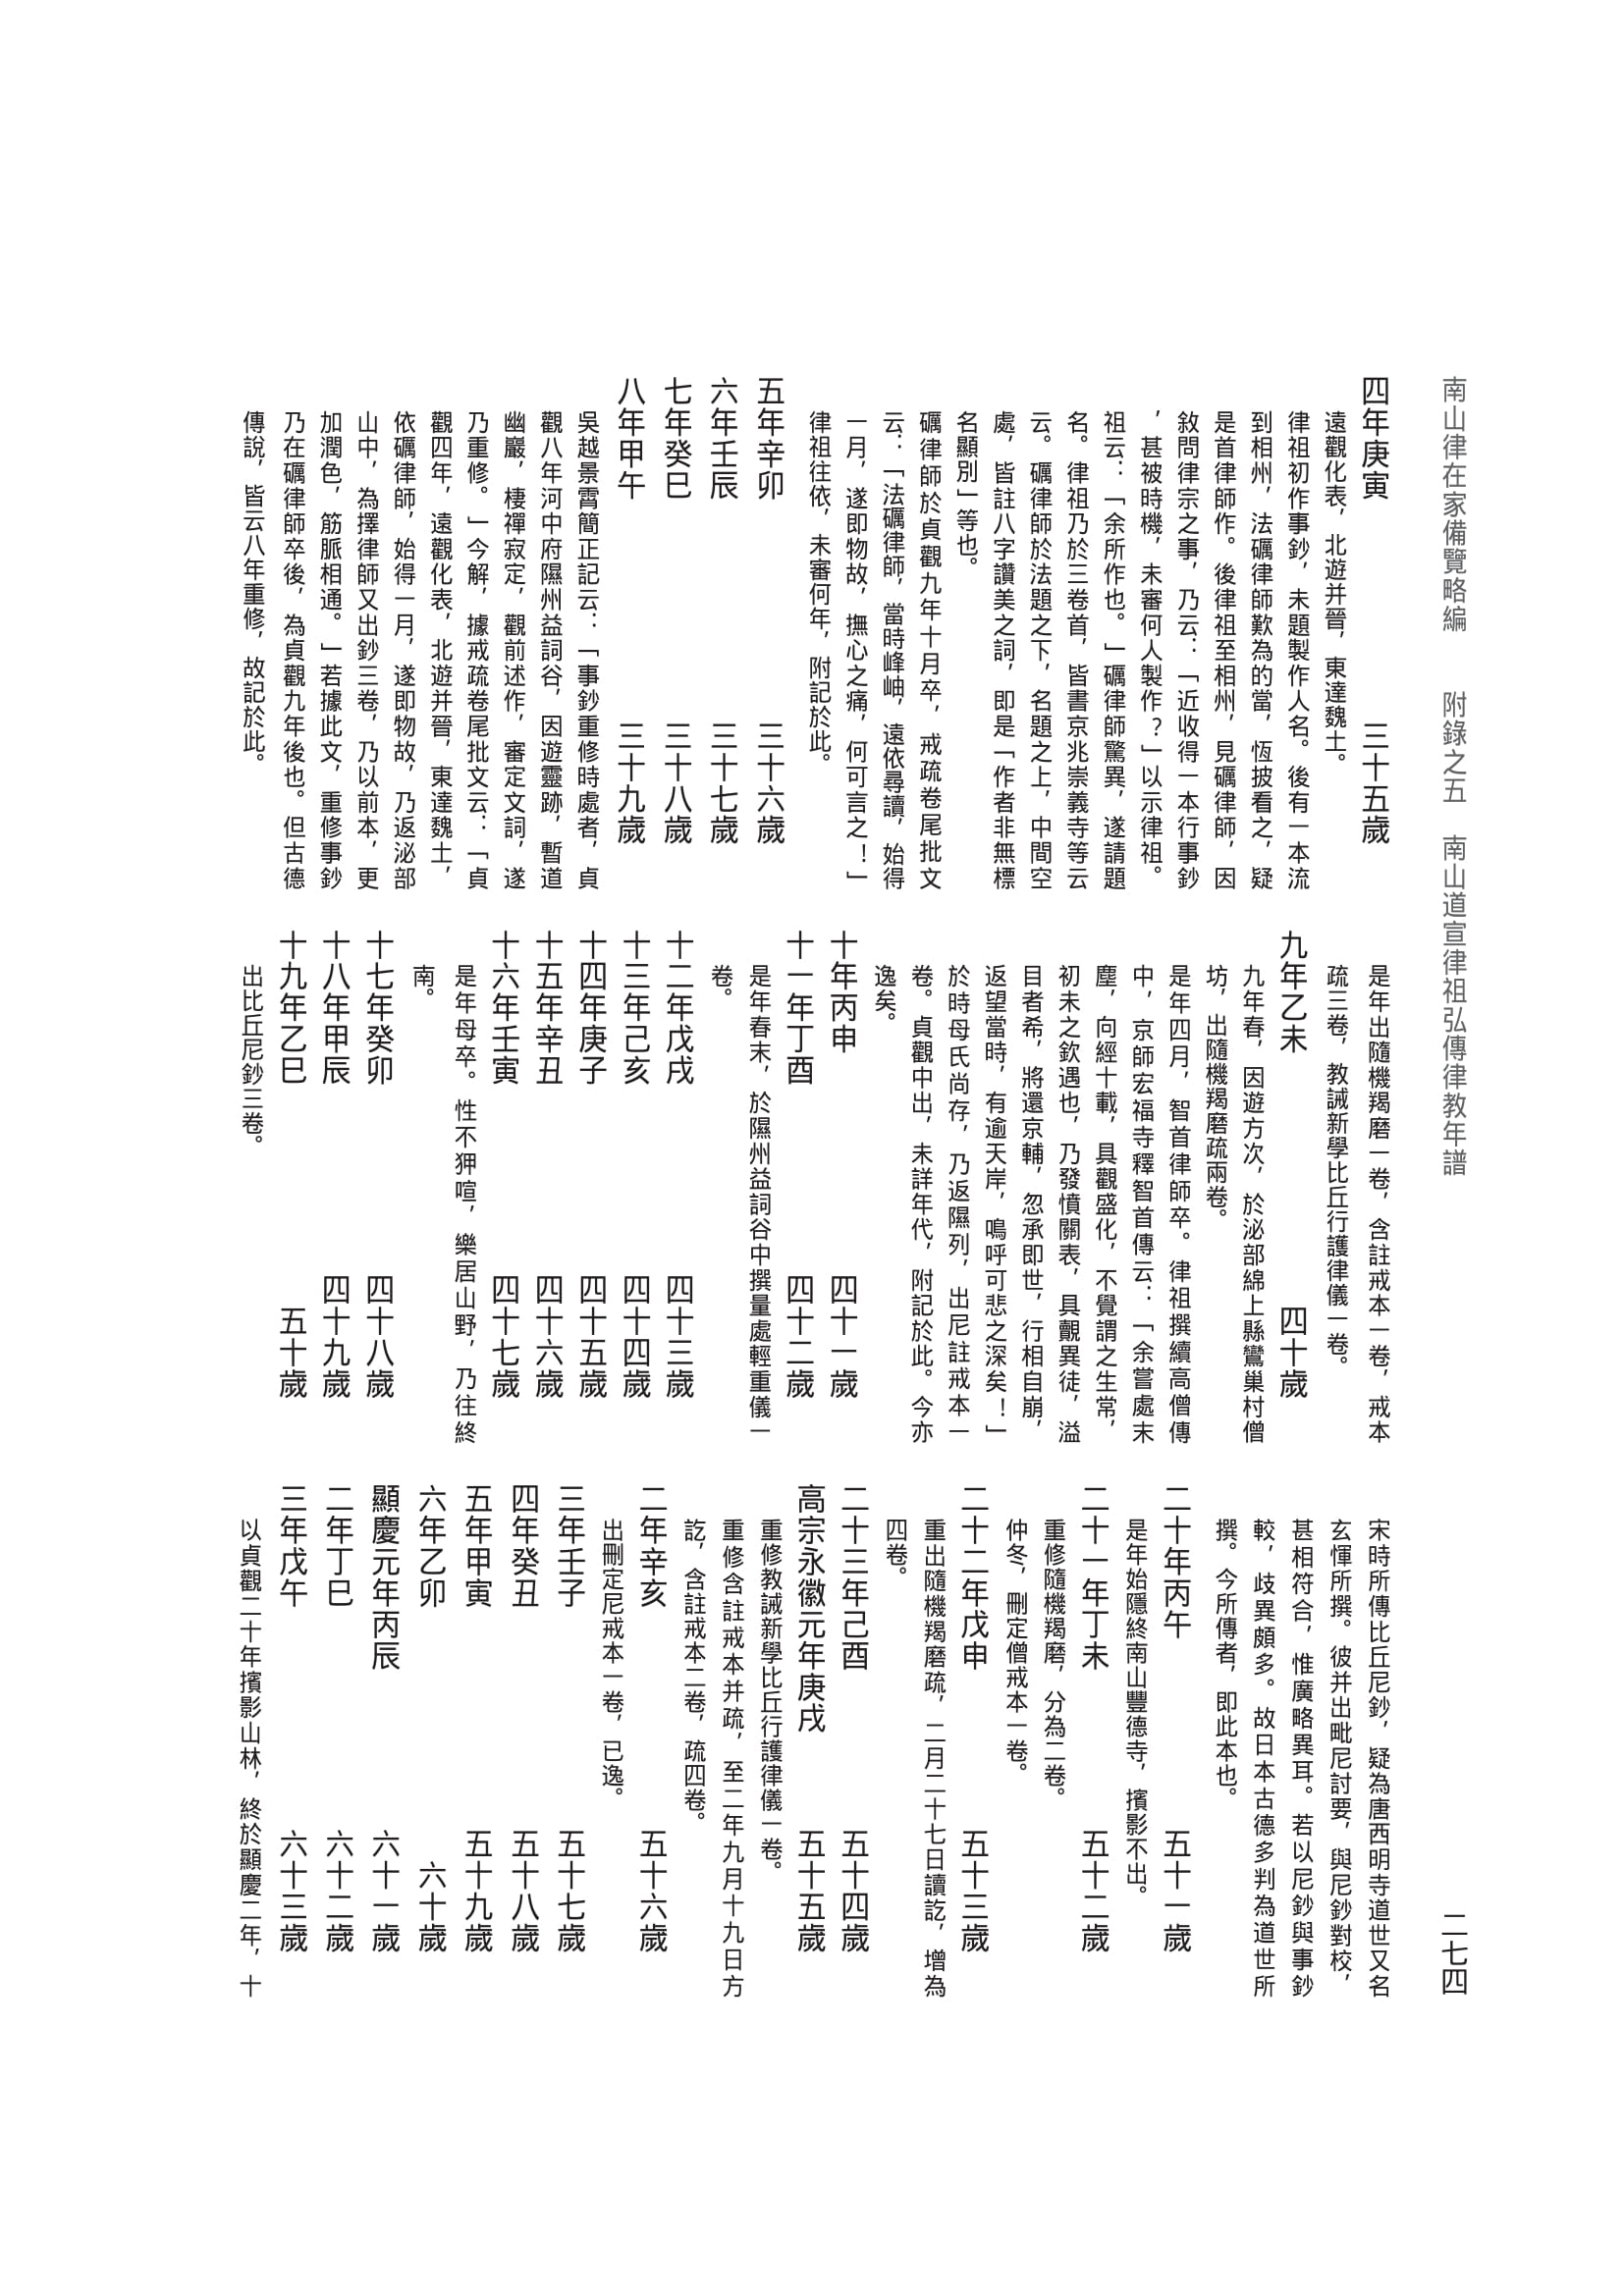 南山律在家備覽略編　附錄之五　南山道宣律祖弘傳律教年譜
二七四
四年庚寅　三十五歲
遠觀化表，北遊并晉，東達魏土。
律祖初作事鈔，未題製作人名。後有一本流
到相州，法礪律師歎為的當，恆披看之，疑
是首律師作。後律祖至相州，見礪律師，因
敘問律宗之事，乃云：「近收得一本行事鈔
，甚被時機，未審何人製作？」以示律祖。
祖云：「余所作也。」礪律師驚異，遂請題
名。律祖乃於三卷首，皆書京兆崇義寺等云
云。礪律師於法題之下，名題之上，中間空
處，皆註八字讚美之詞，即是「作者非無標
名顯別」等也。
礪律師於貞觀九年十月卒，戒疏卷尾批文
云：「法礪律師，當時峰岫，遠依尋讀，始得
一月，遂即物故，撫心之痛，何可言之！」
律祖往依，未審何年，附記於此。
五年辛卯　三十六歲
六年壬辰　三十七歲
七年癸巳　三十八歲
八年甲午　三十九歲
吳越景霄簡正記云：「事鈔重修時處者，貞
觀八年河中府隰州益詞谷，因遊靈跡，暫道
幽巖，棲禪寂定，觀前述作，審定文詞，遂
乃重修。」今解，據戒疏卷尾批文云：「貞
觀四年，遠觀化表，北遊并晉，東達魏土，
依礪律師，始得一月，遂即物故，乃返泌部
山中，為擇律師又出鈔三卷，乃以前本，更
加潤色，筋脈相通。」若據此文，重修事鈔
乃在礪律師卒後，為貞觀九年後也。但古德
傳說，皆云八年重修，故記於此。
是年出隨機羯磨一卷，含註戒本一卷，戒本
疏三卷，教誡新學比丘行護律儀一卷。
九年乙未　四十歲
九年春，因遊方次，於泌部綿上縣鸞巢村僧
坊，出隨機羯磨疏兩卷。
是年四月，智首律師卒。律祖撰續高僧傳
中，京師宏福寺釋智首傳云：「余嘗處末
塵，向經十載，具觀盛化，不覺謂之生常，
初未之欽遇也，乃發憤關表，具覿異徒，溢
目者希，將還京輔，忽承即世，行相自崩，
返望當時，有逾天岸，鳴呼可悲之深矣！」
於時母氏尚存，乃返隰列，出尼註戒本一
卷。貞觀中出，未詳年代，附記於此。今亦
逸矣。
十年丙申　四十一歲
十一年丁酉　四十二歲
是年春末，於隰州益詞谷中撰量處輕重儀一
卷。
十二年戊戌　四十三歲
十三年己亥　四十四歲
十四年庚子　四十五歲
十五年辛丑　四十六歲
十六年壬寅　四十七歲
是年母卒。性不狎喧，樂居山野，乃往終
南。
十七年癸卯　四十八歲
十八年甲辰　四十九歲
十九年乙巳　五十歲
出比丘尼鈔三卷。
宋時所傳比丘尼鈔，疑為唐西明寺道世又名
玄惲所撰。彼并出毗尼討要，與尼鈔對校，
甚相符合，惟廣略異耳。若以尼鈔與事鈔
較，歧異頗多。故日本古德多判為道世所
撰。今所傳者，即此本也。
二十年丙午　五十一歲
是年始隱終南山豐德寺，擯影不出。
二十一年丁未　五十二歲
重修隨機羯磨，分為二卷。
仲冬，刪定僧戒本一卷。
二十二年戊申　五十三歲
重出隨機羯磨疏，二月二十七日讀訖，增為
四卷。
二十三年己酉　五十四歲
高宗永徽元年庚戌　五十五歲
重修教誡新學比丘行護律儀一卷。
重修含註戒本并疏，至二年九月十九日方
訖，含註戒本二卷，疏四卷。
二年辛亥　五十六歲
出刪定尼戒本一卷，已逸。
三年壬子　五十七歲
四年癸丑　五十八歲
五年甲寅　五十九歲
六年乙卯　六十歲
顯慶元年丙辰　六十一歲
二年丁巳　六十二歲
三年戊午　六十三歲
以貞觀二十年擯影山林，終於顯慶二年，十